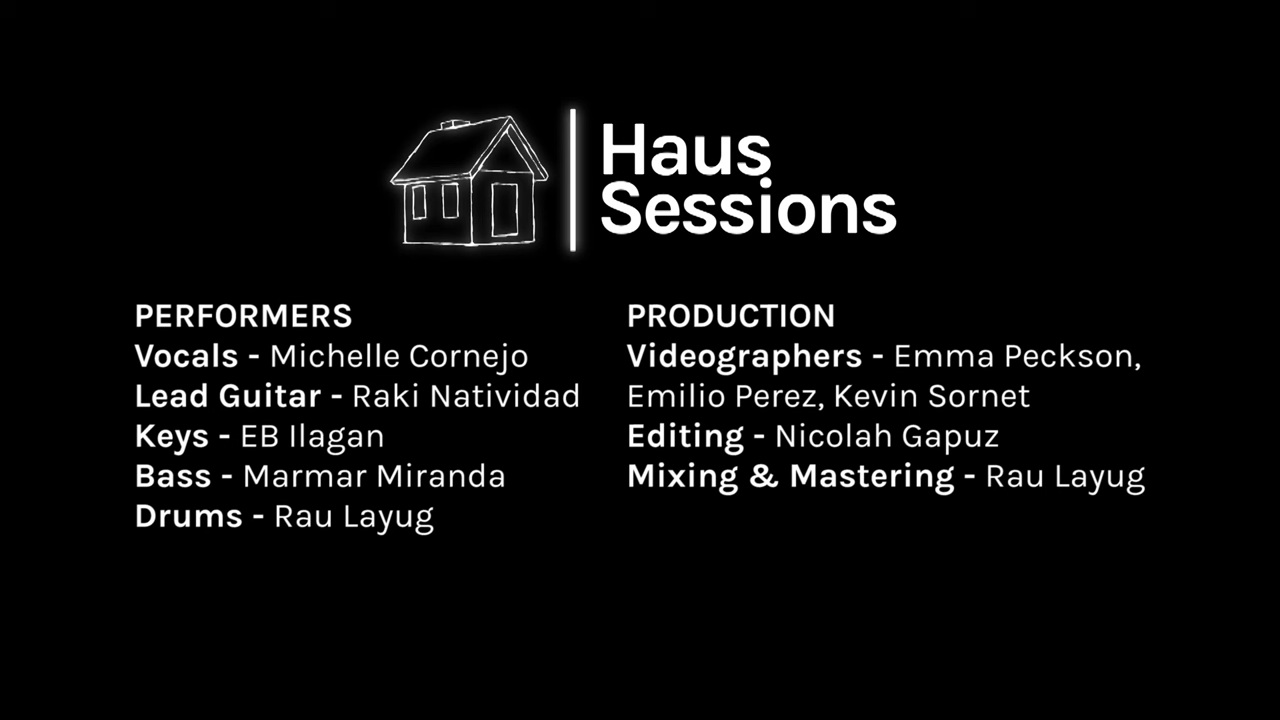 Haus
Sessions
PERFORMERS
Vocals - Michelle Cornejo
Lead Guitar - Raki Natividad
Keys - EB Ilagan
Bass - Marmar Miranda
Drums - Rau Layug
PRODUCTION
Videographers - Emma Peckson,
Emilio Perez, Kevin Sornet
Editing - Nicolah Gapuz
Mixing & Mastering - Rau Layug